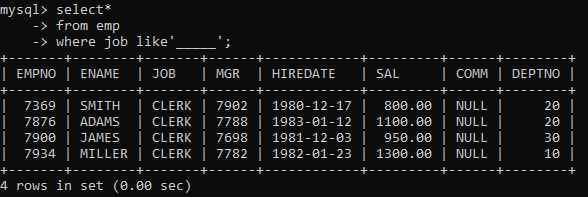 mysql> select*
    -> from emp
    -> where job like'_____';
+-------+--------+-------+------+------------+---------+------+--------+
| EMPNO | ENAME  | JOB   | MGR  | HIREDATE   | SAL     | COMM | DEPTNO |
+-------+--------+-------+------+------------+---------+------+--------+
|  7369 | SMITH  | CLERK | 7902 | 1980-12-17 |  800.00 | NULL |     20 |
|  7876 | ADAMS  | CLERK | 7788 | 1983-01-12 | 1100.00 | NULL |     20 |
|  7900 | JAMES  | CLERK | 7698 | 1981-12-03 |  950.00 | NULL |     30 |
|  7934 | MILLER | CLERK | 7782 | 1982-01-23 | 1300.00 | NULL |     10 |
+-------+--------+-------+------+------------+---------+------+--------+
4 rows in set (0.00 sec)